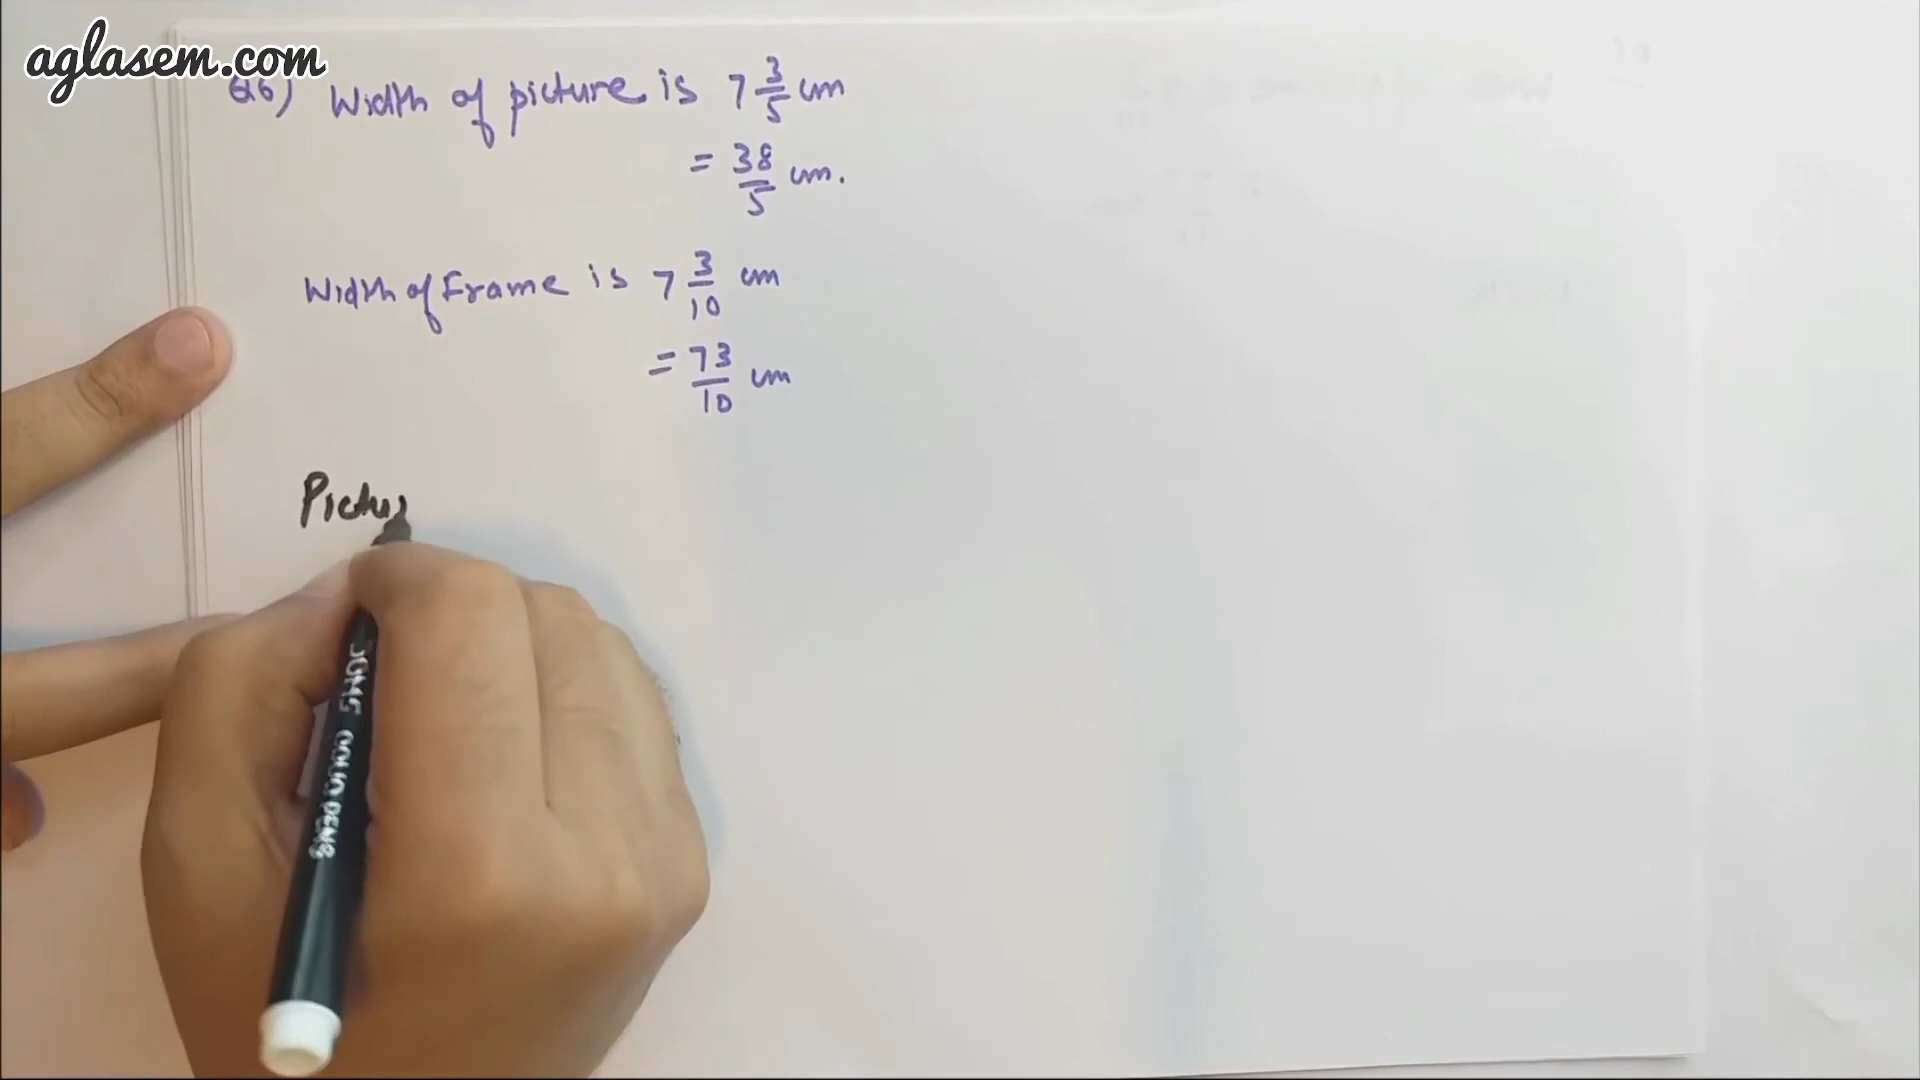 aglasem.com
Q6) Width of picture is 7 3/5 cm
= 38/5 cm.
Width of Frame is 7 3/10 cm
= 73/10 cm
Pictu